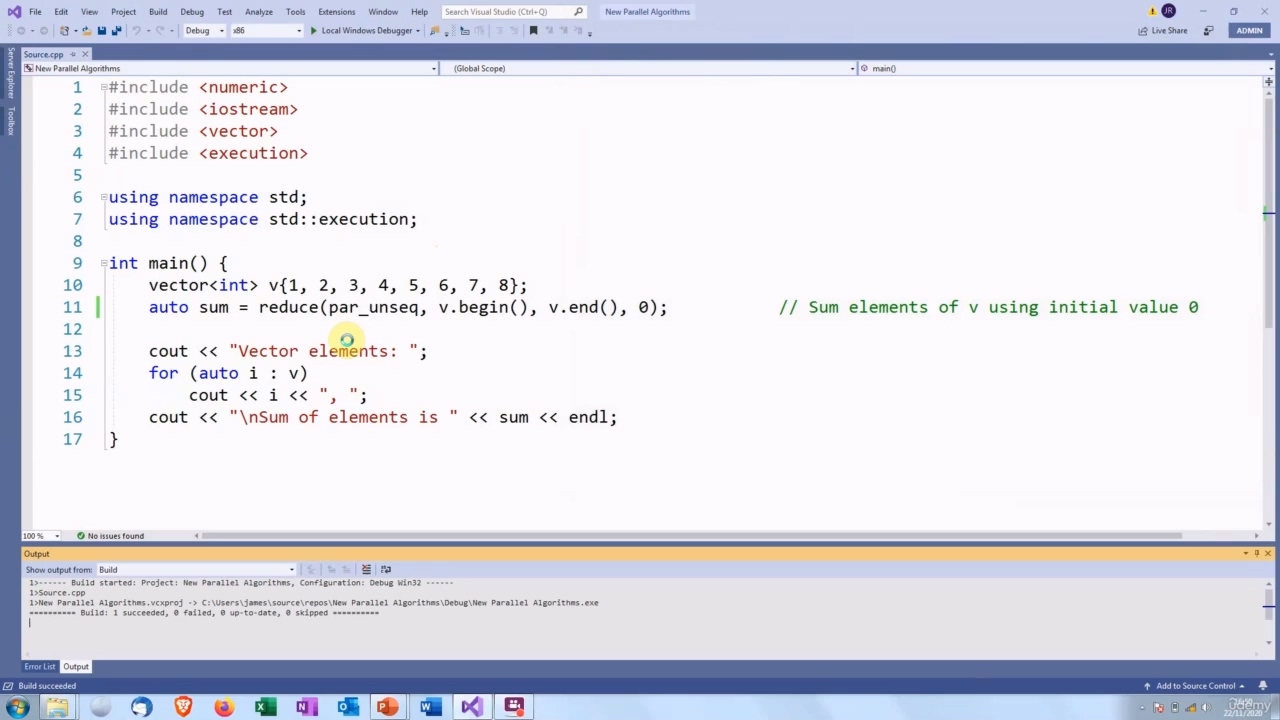 File Edit View Project Build Debug Test Analyze Tools Extensions Window Help Search Visual Studio (Ctrl+Q) New Parallel Algorithms JR
Debug x86 Local Windows Debugger Live Share ADMIN
Server Explorer
Toolbox
Source.cpp
New Parallel Algorithms (Global Scope) main()
1 #include <numeric>
2 #include <iostream>
3 #include <vector>
4 #include <execution>
5
6 using namespace std;
7 using namespace std::execution;
8
9 int main() {
10 vector<int> v{1, 2, 3, 4, 5, 6, 7, 8};
11 auto sum = reduce(par_unseq, v.begin(), v.end(), 0); // Sum elements of v using initial value 0
12
13 cout << "Vector elements: ";
14 for (auto i : v)
15 cout << i << ", ";
16 cout << "\nSum of elements is " << sum << endl;
17 }
100 % No issues found
Output
Show output from: Build
1>------ Build started: Project: New Parallel Algorithms, Configuration: Debug Win32 ------
1>Source.cpp
1>New Parallel Algorithms.vcxproj -> C:\Users\james\source\repos\New Parallel Algorithms\Debug\New Parallel Algorithms.exe
========== Build: 1 succeeded, 0 failed, 0 up-to-date, 0 skipped ==========
Error List Output
Build succeeded Add to Source Control
udemy
22/11/2020